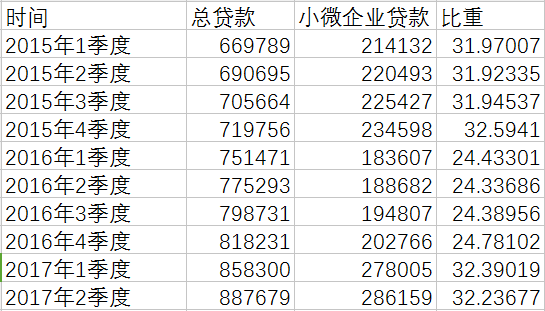 时间 总贷款 小微企业贷款 比重
2015年1季度 669789 214132 31.97007
2015年2季度 690695 220493 31.92335
2015年3季度 705664 225427 31.94537
2015年4季度 719756 234598 32.5941
2016年1季度 751471 183607 24.43301
2016年2季度 775293 188682 24.33686
2016年3季度 798731 194807 24.38956
2016年4季度 818231 202766 24.78102
2017年1季度 858300 278005 32.39019
2017年2季度 887679 286159 32.23677